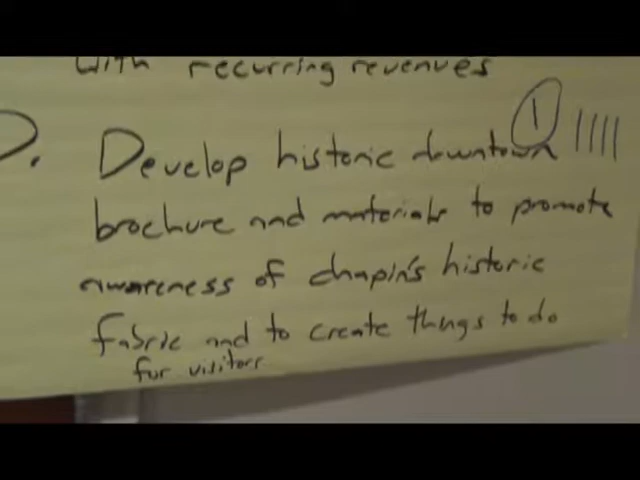 with recurring revenues
D. Develop historic downtown 1 ||||
brochure and materials to promote
awareness of chapin's historic
fabric and to create things to do
for visitors